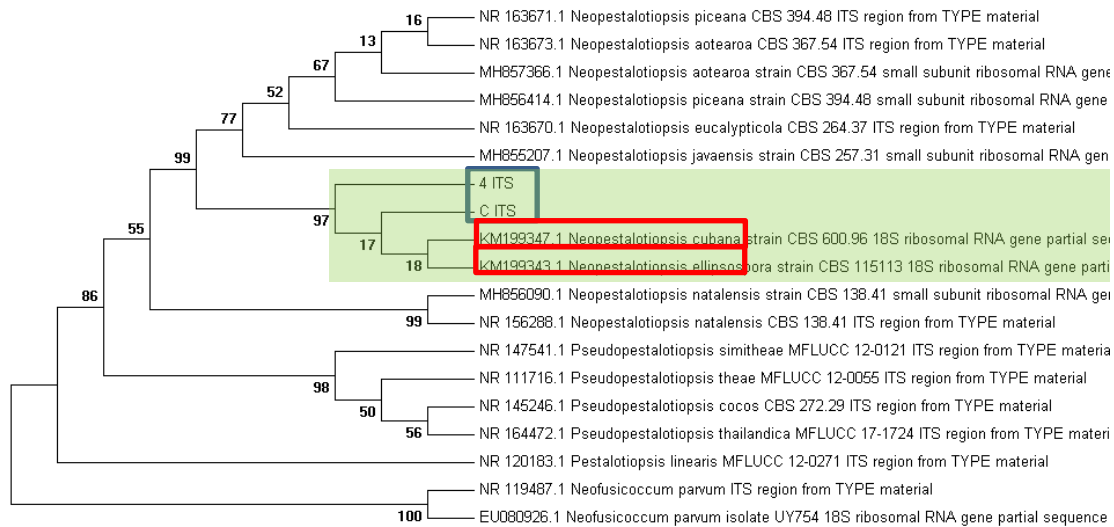 16
NR 163671.1 Neopestalotiopsis piceana CBS 394.48 ITS region from TYPE material
13
NR 163673.1 Neopestalotiopsis aotearoa CBS 367.54 ITS region from TYPE material
67
MH857366.1 Neopestalotiopsis aotearoa strain CBS 367.54 small subunit ribosomal RNA gene
52
MH856414.1 Neopestalotiopsis piceana strain CBS 394.48 small subunit ribosomal RNA gene
77
NR 163670.1 Neopestalotiopsis eucalypticola CBS 264.37 ITS region from TYPE material
99
MH855207.1 Neopestalotiopsis javaensis strain CBS 257.31 small subunit ribosomal RNA gen
4 ITS
97
C ITS
17
KM199347.1 Neopestalotiopsis cubana strain CBS 600.96 18S ribosomal RNA gene partial seq
18
KM199343.1 Neopestalotiopsis ellipsospora strain CBS 115113 18S ribosomal RNA gene parti
55
MH856090.1 Neopestalotiopsis natalensis strain CBS 138.41 small subunit ribosomal RNA gen
99
NR 156288.1 Neopestalotiopsis natalensis CBS 138.41 ITS region from TYPE material
86
NR 147541.1 Pseudopestalotiopsis simitheae MFLUCC 12-0121 ITS region from TYPE materia
98
NR 111716.1 Pseudopestalotiopsis theae MFLUCC 12-0055 ITS region from TYPE material
50
NR 145246.1 Pseudopestalotiopsis cocos CBS 272.29 ITS region from TYPE material
56
NR 164472.1 Pseudopestalotiopsis thailandica MFLUCC 17-1724 ITS region from TYPE materi
NR 120183.1 Pestalotiopsis linearis MFLUCC 12-0271 ITS region from TYPE material
NR 119487.1 Neofusicoccum parvum ITS region from TYPE material
100
EU080926.1 Neofusicoccum parvum isolate UY754 18S ribosomal RNA gene partial sequence